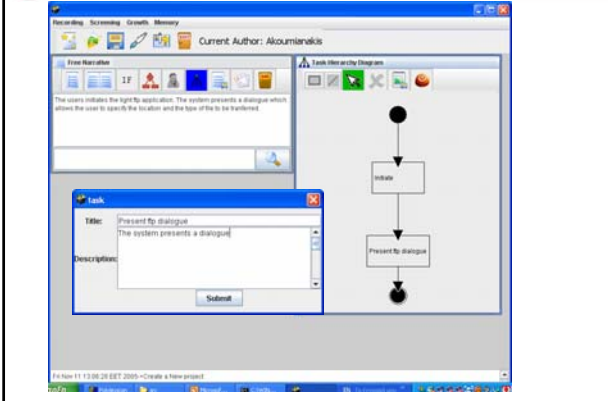 Recording Screening Growth Memory
Current Author: Akoumianakis
Free Narrative
IF
The users initiates the light ftp application. The system presents a dialogue which
allows the user to specify the location and the type of file to be tranferred.
Task Hierarchy Diagram
Initiate
Present ftp dialogue
task
Title: Present ftp dialogue
The system presents a dialogue
Description:
Submit
Fri Nov 11 13:08:28 EET 2005->Create a New project
EN